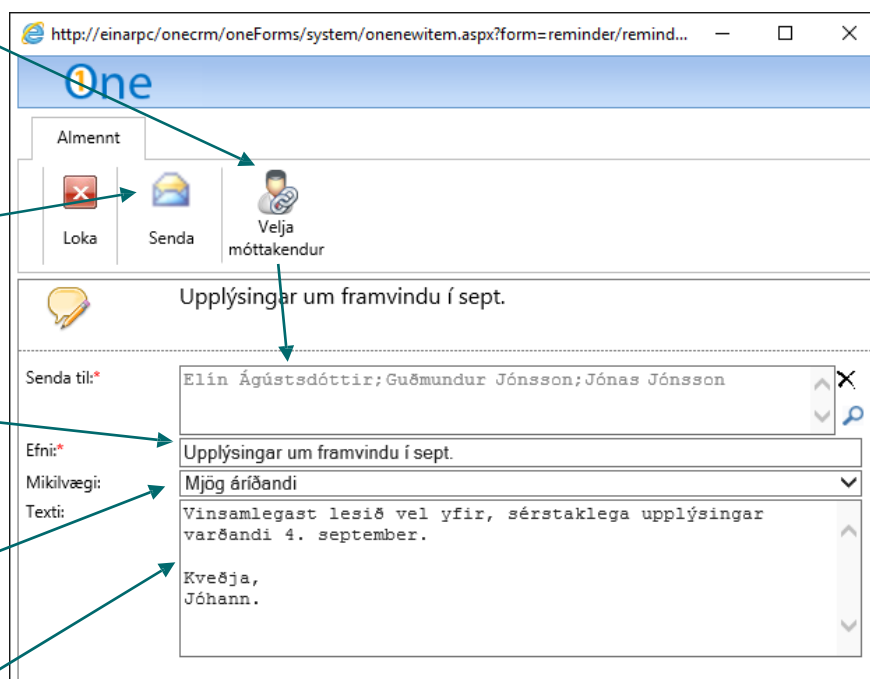 http://einarpc/onecrm/oneForms/system/onenewitem.aspx?form=reminder/remind...
One
Almennt
Loka
Senda
Velja
móttakendur
Upplýsingar um framvindu í sept.
Senda til:*
Elín Ágústsdóttir;Guðmundur Jónsson;Jónas Jónsson
Efni:*
Upplýsingar um framvindu í sept.
Mikilvægi:
Mjög áríðandi
Texti:
Vinsamlegast lesið vel yfir, sérstaklega upplýsingar
varðandi 4. september.
Kveðja,
Jóhann.